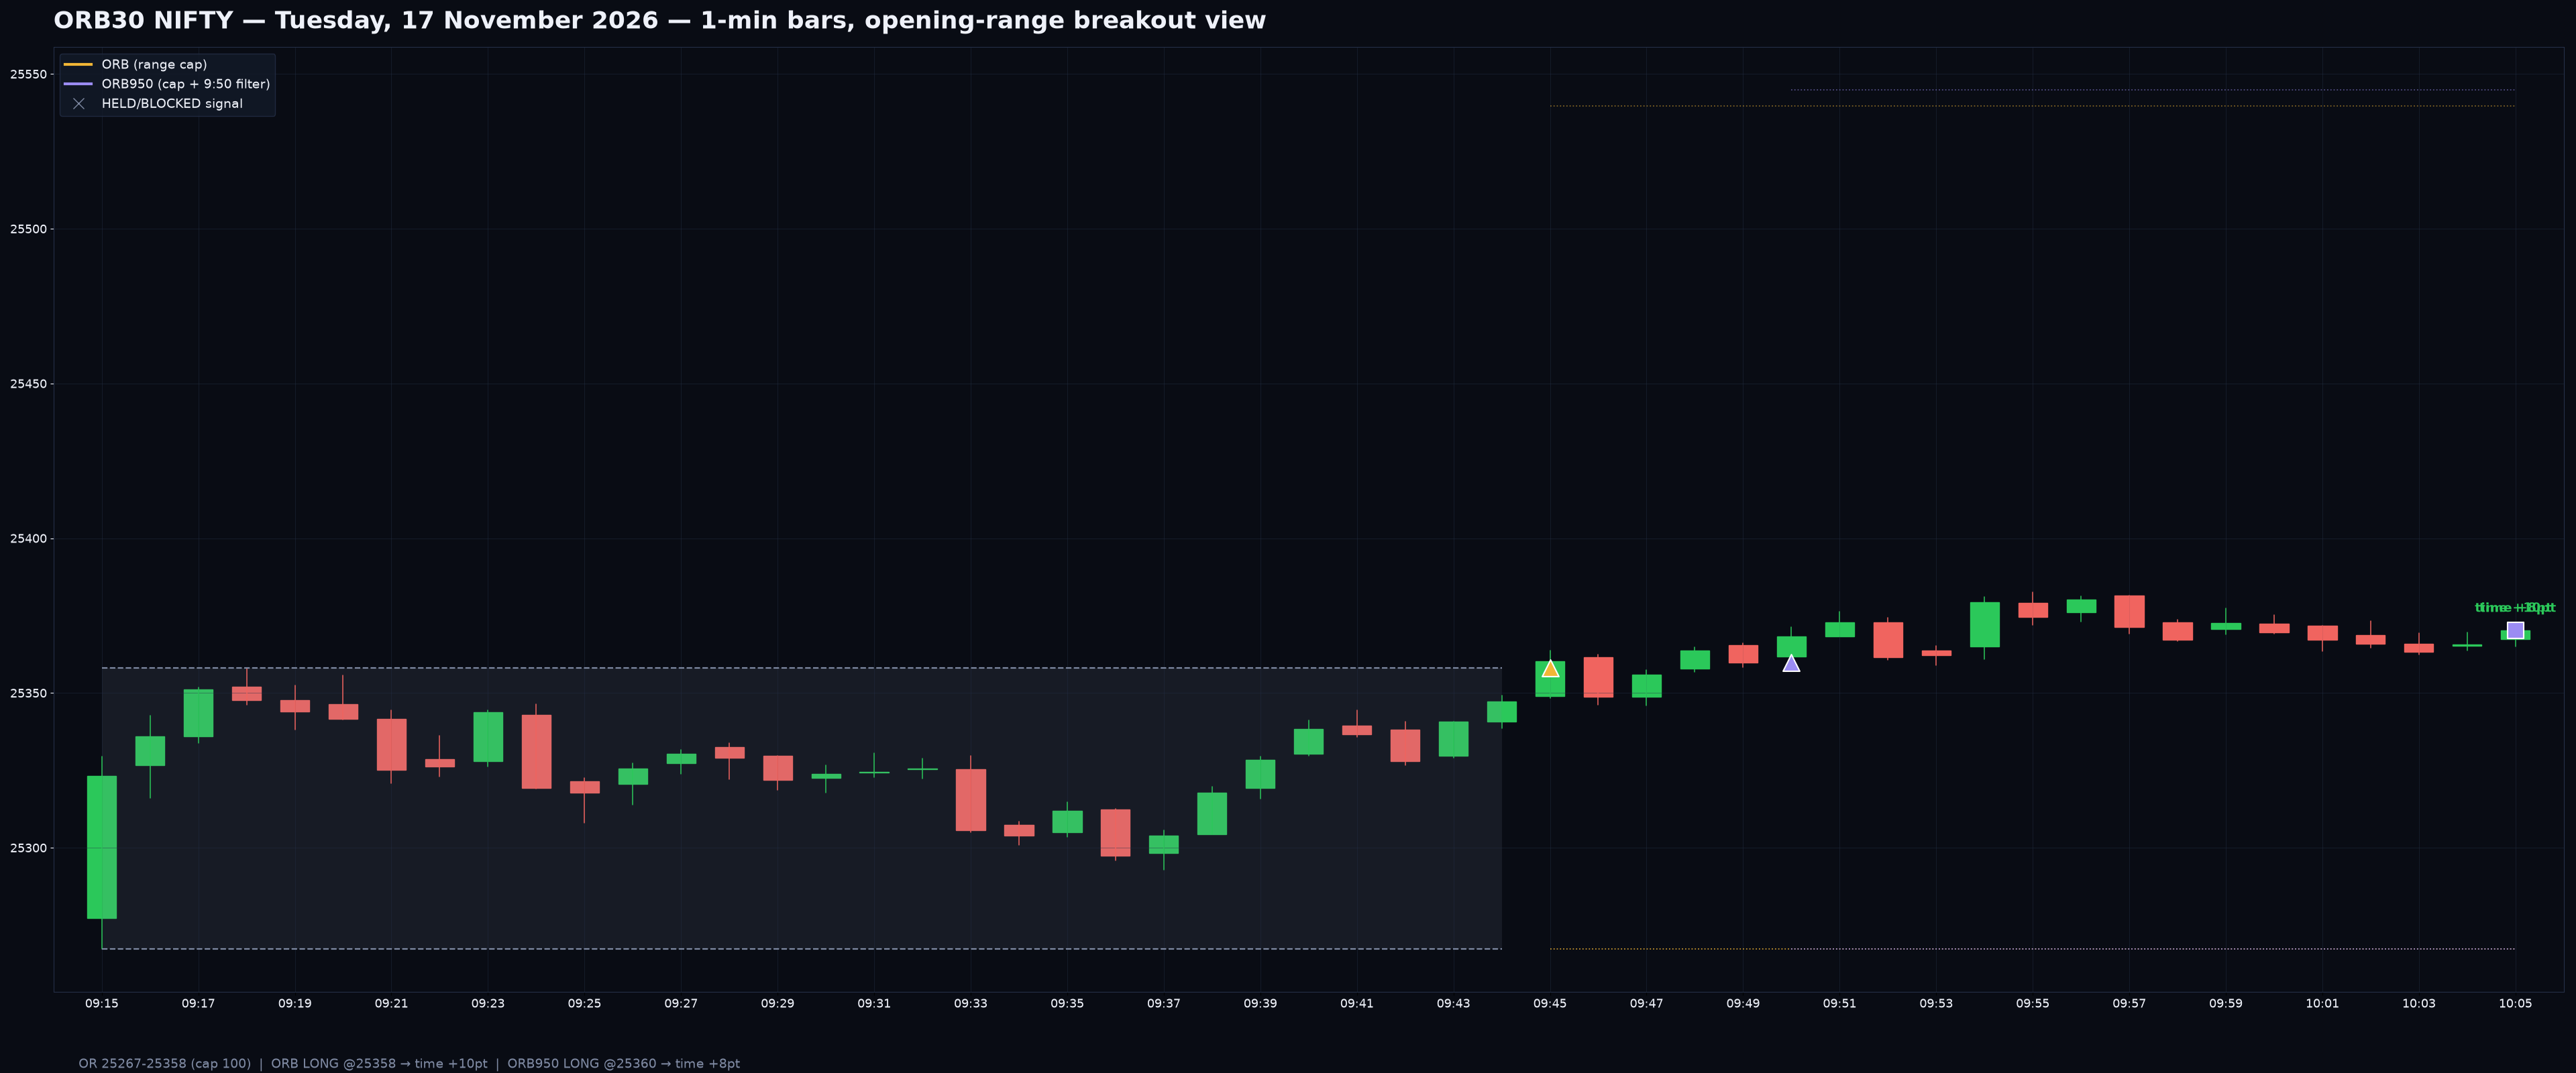 ORB30 NIFTY — Tuesday, 17 November 2026 — 1-min bars, opening-range breakout view
ORB (range cap)
ORB950 (cap + 9:50 filter)
HELD/BLOCKED signal
25550
25500
25450
25400
25350
25300
time
09:15 09:17 09:19 09:21 09:23 09:25 09:27 09:29 09:31 09:33 09:35 09:37 09:39 09:41 09:43 09:45 09:47 09:49 09:51 09:53 09:55 09:57 09:59 10:01 10:03 10:05
OR 25267-25358 (cap 100) | ORB LONG @25358 → time +10pt | ORB950 LONG @25360 → time +8pt